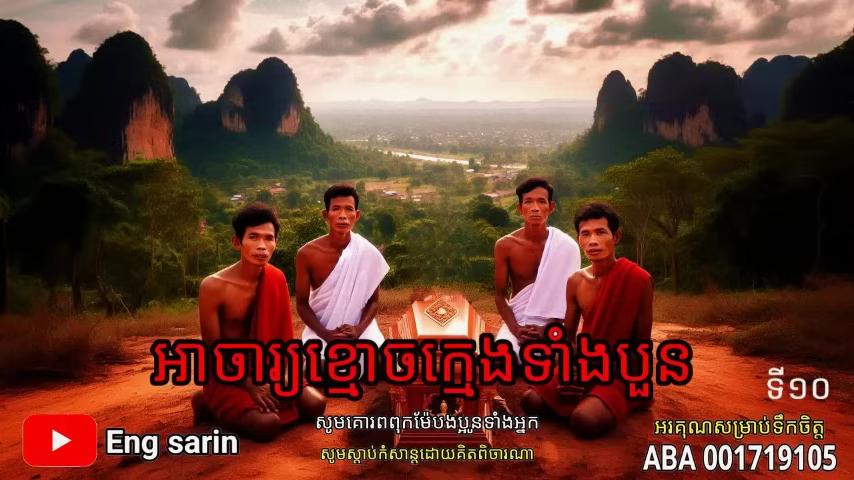 អាចារ្យខ្មោចក្មេងទាំងបួន
ទី១០
Eng sarin
សូមគោរពពុកម៉ែបងប្អូនទាំងអ្នក
សូមស្តាប់កំសាន្តដោយគិតពិចារណា
អរគុណសម្រាប់ទឹកចិត្ត
ABA 001719105